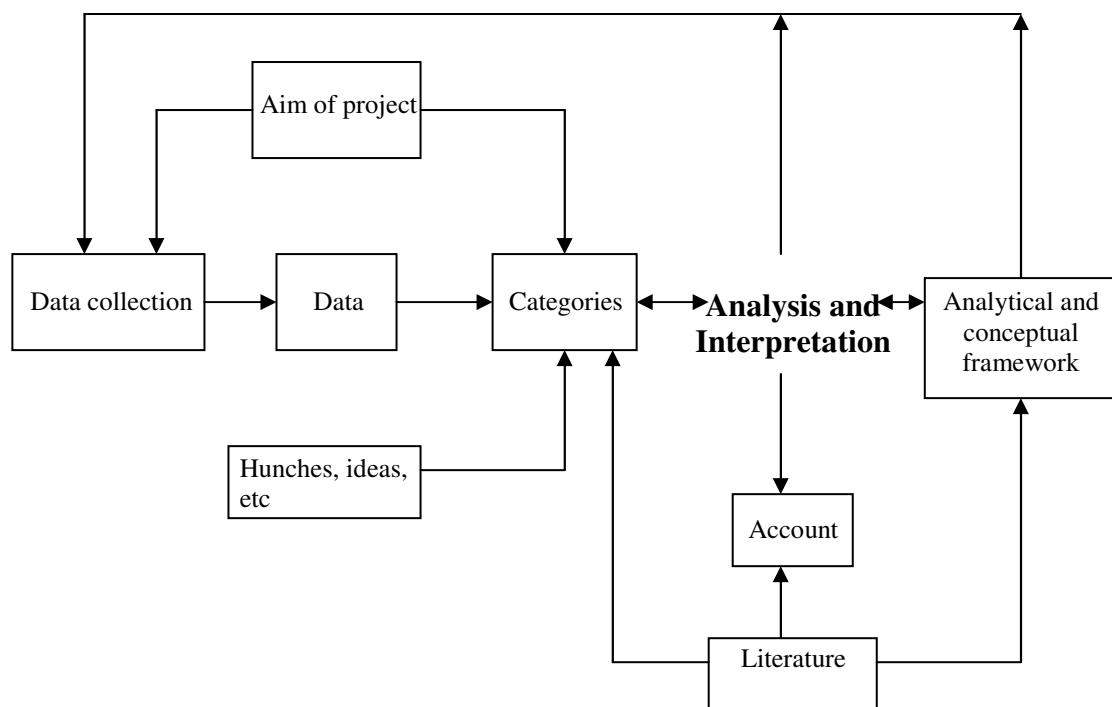 Aim of project
Data collection
Data
Categories
Analysis and
Interpretation
Analytical and
conceptual
framework
Hunches, ideas,
etc
Account
Literature